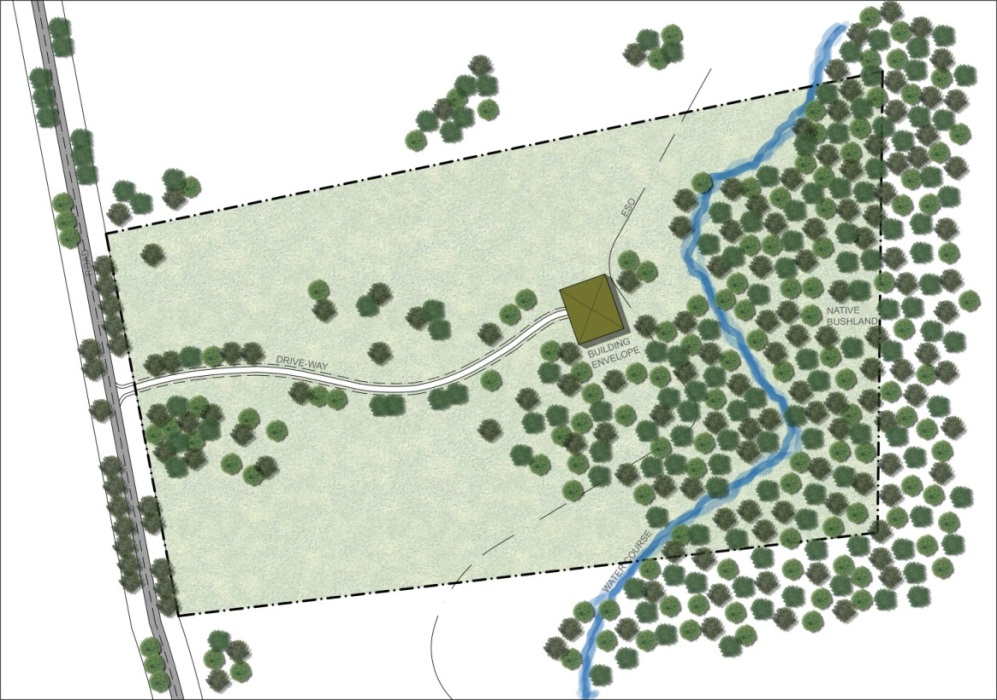 ESO
NATIVE
BUSHLAND
BUILDING
ENVELOPE
DRIVE-WAY
WATER COURSE